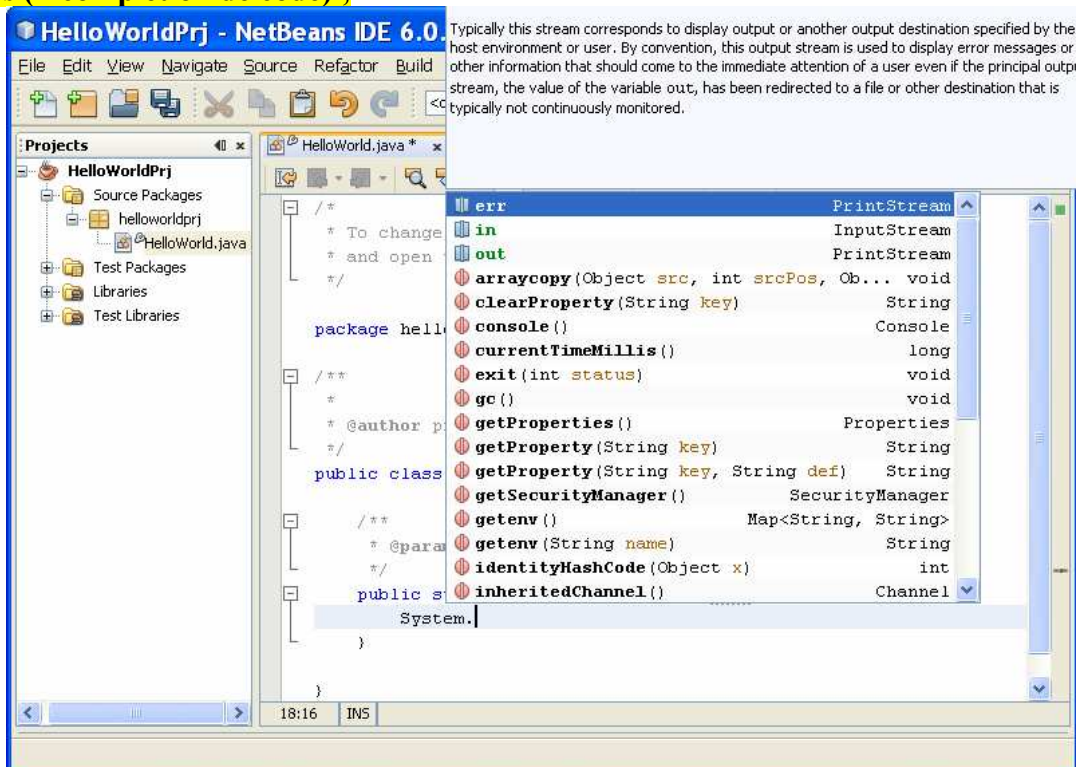 HelloWorldPrj - NetBeans IDE 6.0.
File Edit View Navigate Source Refactor Build
Typically this stream corresponds to display output or another output destination specified by the
host environment or user. By convention, this output stream is used to display error messages or
other information that should come to the immediate attention of a user even if the principal outpu
stream, the value of the variable out, has been redirected to a file or other destination that is
typically not continuously monitored.
Projects
HelloWorldPrj
Source Packages
helloworldprj
HelloWorld.java
Test Packages
Libraries
Test Libraries
HelloWorld.java *
/*
* To change
* and open
*/
package hell
/**
*
* @author p
*/
public class
/**
* @para
*/
public s
System.
}
}
err PrintStream
in InputStream
out PrintStream
arraycopy(Object src, int srcPos, Ob... void
clearProperty(String key) String
console() Console
currentTimeMillis() long
exit(int status) void
gc() void
getProperties() Properties
getProperty(String key) String
getProperty(String key, String def) String
getSecurityManager() SecurityManager
getenv() Map<String, String>
getenv(String name) String
identityHashCode(Object x) int
inheritedChannel() Channel
18:16 INS